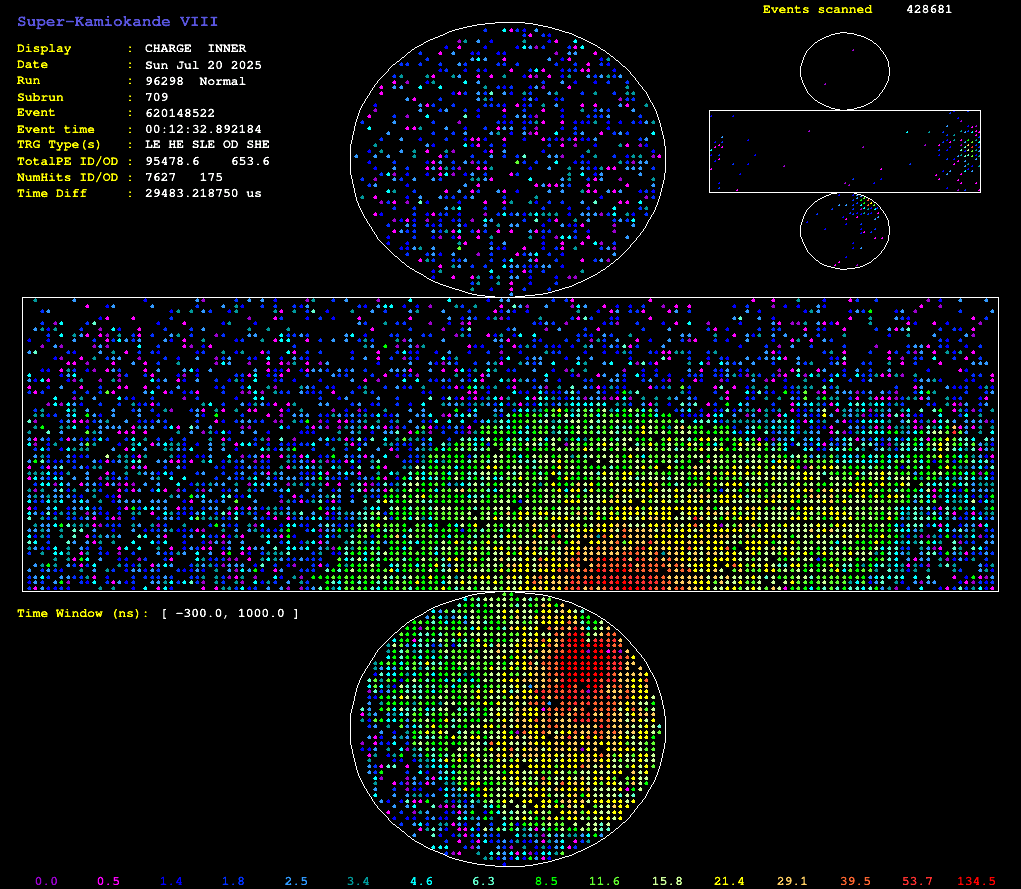 Super-Kamiokande VIII
Events scanned 428681
Display : CHARGE INNER
Date : Sun Jul 20 2025
Run : 96298 Normal
Subrun : 709
Event : 620148522
Event time : 00:12:32.892184
TRG Type(s) : LE HE SLE OD SHE
TotalPE ID/OD : 95478.6 653.6
NumHits ID/OD : 7627 175
Time Diff : 29483.218750 us
Time Window (ns): [ -300.0, 1000.0 ]
0.0 0.5 1.4 1.8 2.5 3.4 4.6 6.3 8.5 11.6 15.8 21.4 29.1 39.5 53.7 134.5